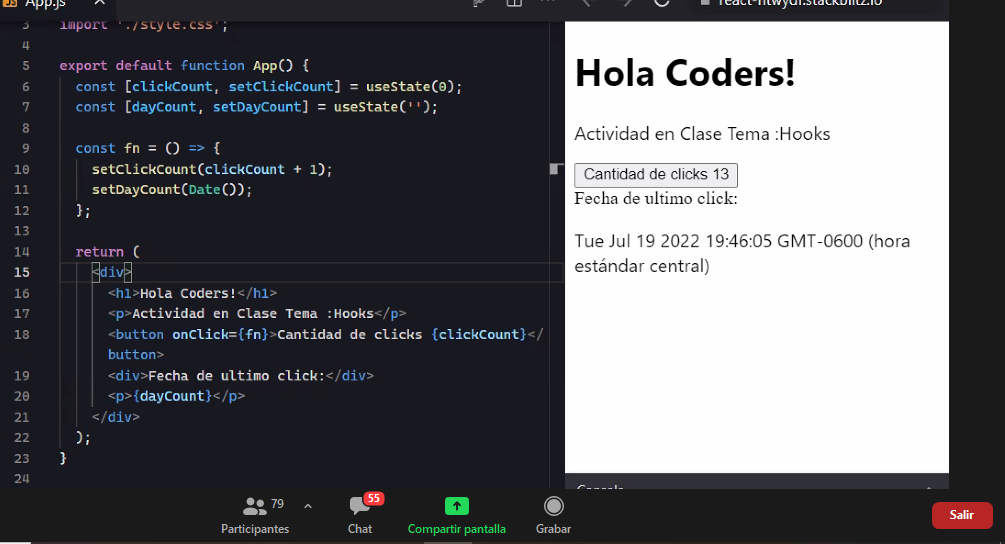 App.js
react-ntwydr.stackblitz.io
3 import './style.css';
4
5 export default function App() {
6 const [clickCount, setClickCount] = useState(0);
7 const [dayCount, setDayCount] = useState('');
8
9 const fn = () => {
10 setClickCount(clickCount + 1);
11 setDayCount(Date());
12 };
13
14 return (
15 <div>
16 <h1>Hola Coders!</h1>
17 <p>Actividad en Clase Tema :Hooks</p>
18 <button onClick={fn}>Cantidad de clicks {clickCount}</
button>
19 <div>Fecha de ultimo click:</div>
20 <p>{dayCount}</p>
21 </div>
22 );
23 }
24
Hola Coders!
Actividad en Clase Tema :Hooks
Cantidad de clicks 13
Fecha de ultimo click:
Tue Jul 19 2022 19:46:05 GMT-0600 (hora
estándar central)
Consola
79
Participantes
55
Chat
Compartir pantalla
Grabar
Salir